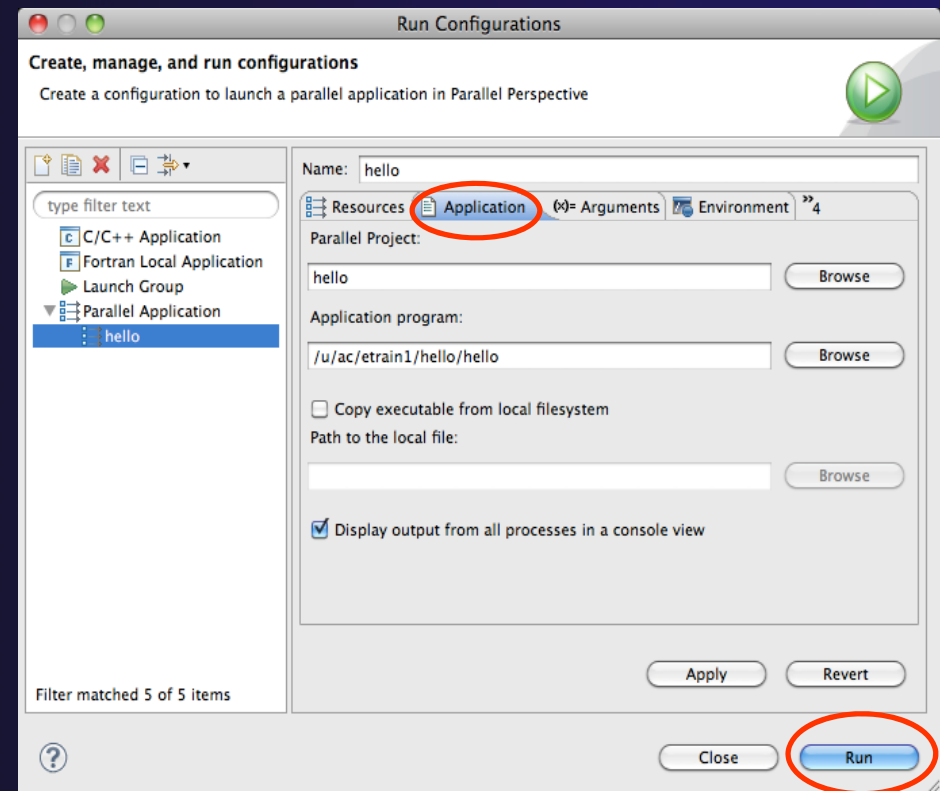 Run Configurations
Create, manage, and run configurations
Create a configuration to launch a parallel application in Parallel Perspective
type filter text
C/C++ Application
Fortran Local Application
Launch Group
Parallel Application
hello
Filter matched 5 of 5 items
Name: hello
Resources Application (x)= Arguments Environment »4
Parallel Project:
hello Browse
Application program:
/u/ac/etrain1/hello/hello Browse
Copy executable from local filesystem
Path to the local file:
Browse
Display output from all processes in a console view
Apply Revert
? Close Run